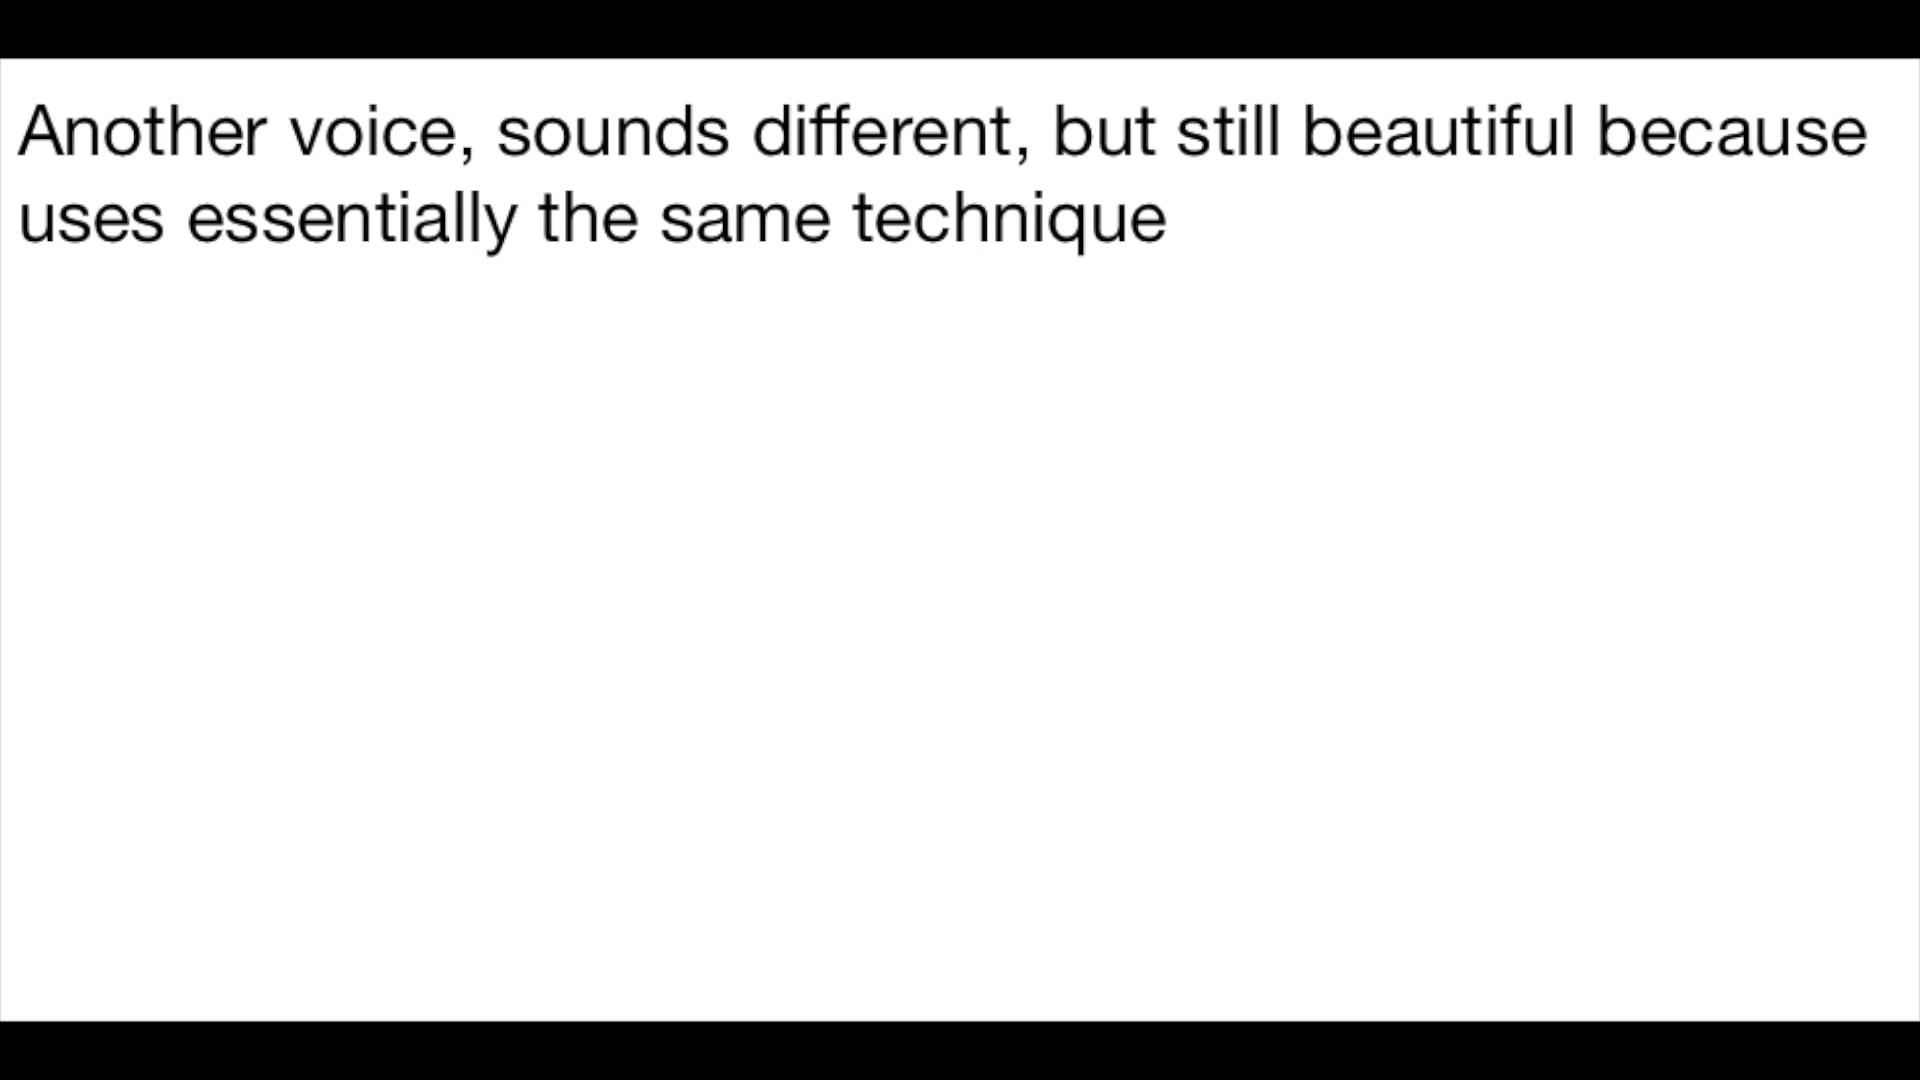 Another voice, sounds different, but still beautiful because
uses essentially the same technique